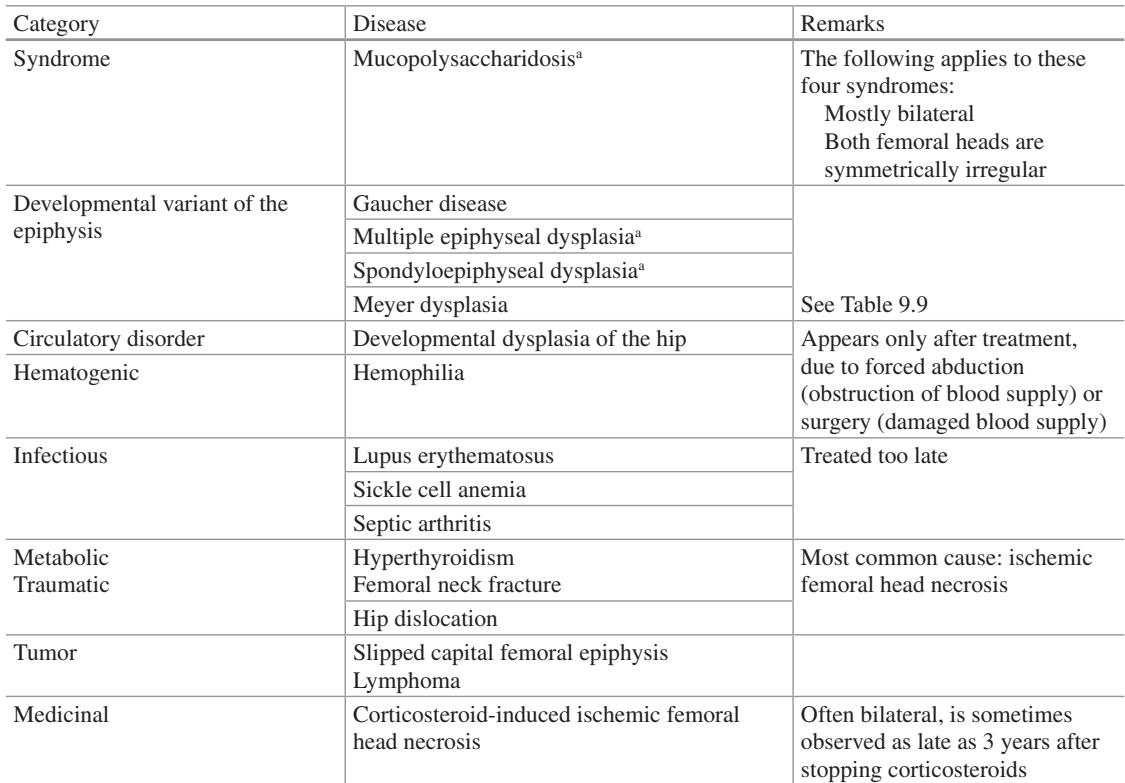 Category Disease Remarks
Syndrome Mucopolysaccharidosisᵃ The following applies to these
four syndromes:
Mostly bilateral
Both femoral heads are
symmetrically irregular
Developmental variant of the Gaucher disease
epiphysis Multiple epiphyseal dysplasiaᵃ
Spondyloepiphyseal dysplasiaᵃ
Meyer dysplasia See Table 9.9
Circulatory disorder Developmental dysplasia of the hip Appears only after treatment,
Hematogenic Hemophilia due to forced abduction
(obstruction of blood supply) or
surgery (damaged blood supply)
Infectious Lupus erythematosus Treated too late
Sickle cell anemia
Septic arthritis
Metabolic Hyperthyroidism Most common cause: ischemic
Traumatic Femoral neck fracture femoral head necrosis
Hip dislocation
Tumor Slipped capital femoral epiphysis
Lymphoma
Medicinal Corticosteroid-induced ischemic femoral Often bilateral, is sometimes
head necrosis observed as late as 3 years after
stopping corticosteroids